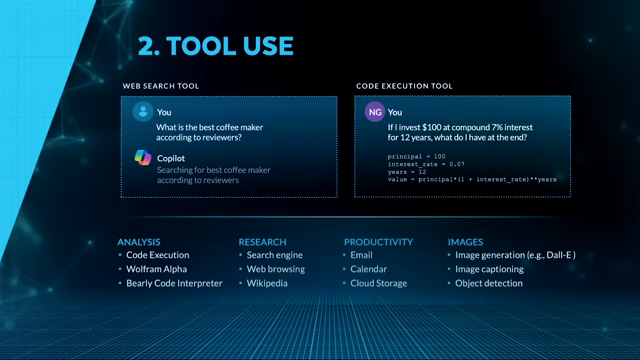 2. TOOL USE
WEB SEARCH TOOL
You
What is the best coffee maker
according to reviewers?
Copilot
Searching for best coffee maker
according to reviewers
CODE EXECUTION TOOL
NG You
If I invest $100 at compound 7% interest
for 12 years, what do I have at the end?
principal = 100
interest_rate = 0.07
years = 12
value = principal*(1 + interest_rate)**years
ANALYSIS
• Code Execution
• Wolfram Alpha
• Bearly Code Interpreter
RESEARCH
• Search engine
• Web browsing
• Wikipedia
PRODUCTIVITY
• Email
• Calendar
• Cloud Storage
IMAGES
• Image generation (e.g., Dall-E )
• Image captioning
• Object detection